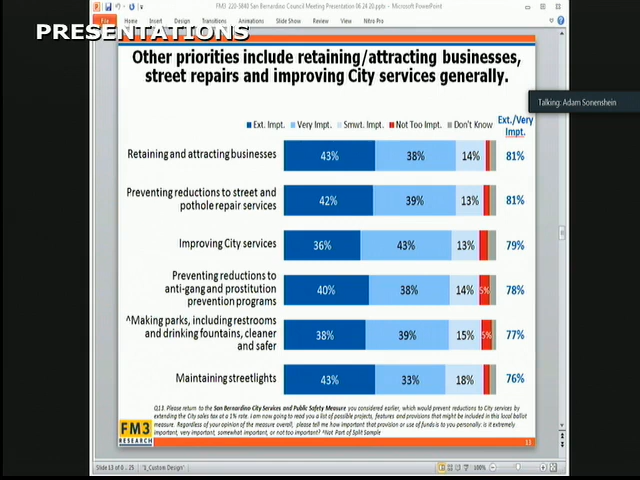 FM3 220-5840 San Bernardino Council Meeting Presentation 06 24 20.pptx - Microsoft PowerPoint
File Home Insert Design Transitions Animations Slide Show Review View Nitro Pro
PRESENTATIONS
Other priorities include retaining/attracting businesses,
street repairs and improving City services generally.
Talking: Adam Sonenshein
Ext. Impt. Very Impt. Smwt. Impt. Not Too Impt. Don't Know
Ext./Very
Impt.
Retaining and attracting businesses 43% 38% 14% 81%
Preventing reductions to street and
pothole repair services
42% 39% 13% 81%
Improving City services 36% 43% 13% 79%
Preventing reductions to
anti-gang and prostitution
prevention programs
40% 38% 14% 5% 78%
^Making parks, including restrooms
and drinking fountains, cleaner
and safer
38% 39% 15% 5% 77%
Maintaining streetlights 43% 33% 18% 76%
Q13. Please return to the San Bernardino City Services and Public Safety Measure you considered earlier, which would prevent reductions to City services by
extending the City sales tax at a 1% rate. I am now going to read you a list of possible projects, features and provisions that might be included in this local ballot
measure. Regardless of your opinion of the measure overall, please tell me how important that provision or use of funds is to you personally: is it extremely
important, very important, somewhat important, or not too important? ^Not Part of Split Sample
FM3
RESEARCH
13
Slide 13 of 25 "1_Custom Design" 100%